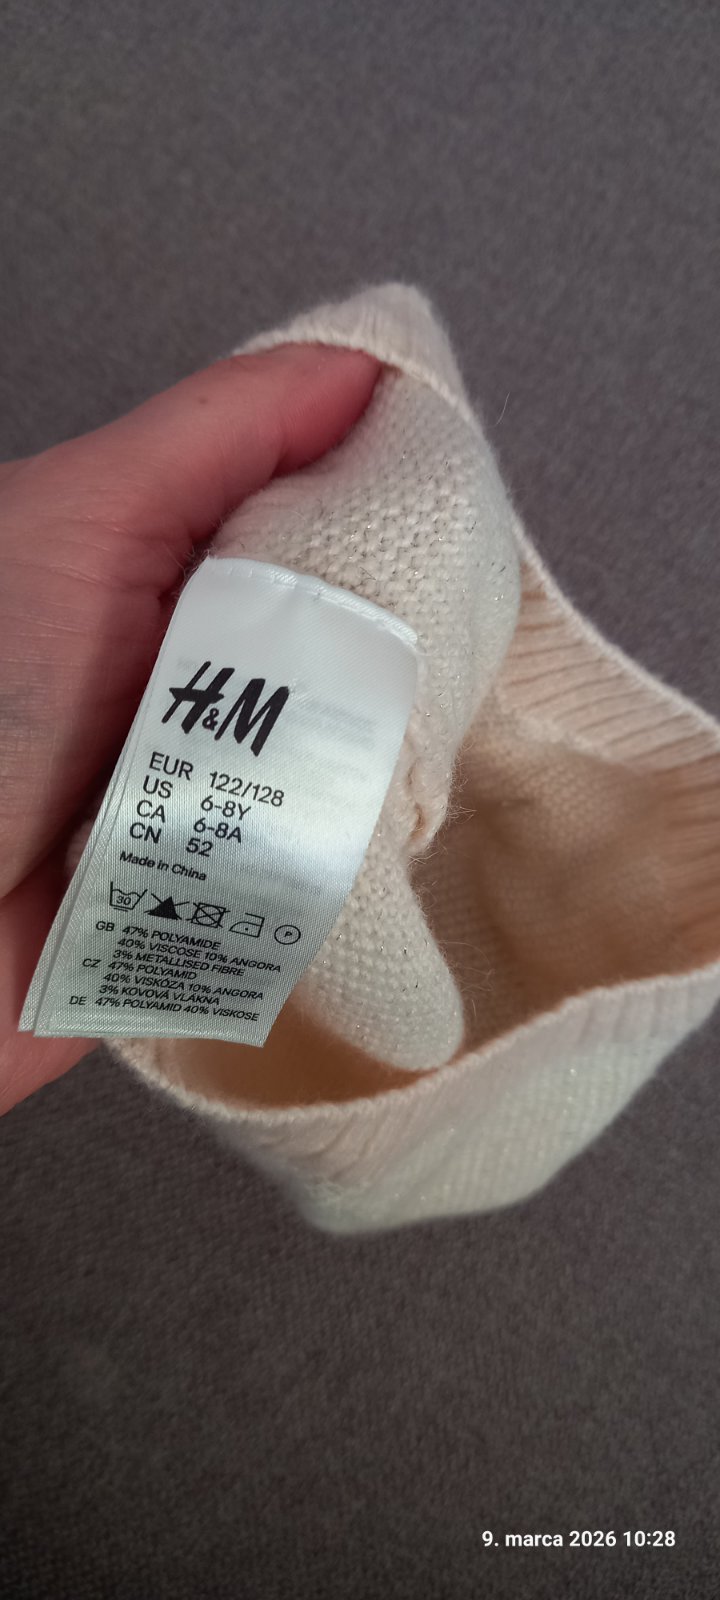 H&M
EUR 122/128
US 6-8Y
CA 6-8A
CN 52
Made in China
30 P
GB 47% POLYAMIDE
40% VISCOSE 10% ANGORA
3% METALLISED FIBRE
CZ 47% POLYAMID
40% VISKÓZA 10% ANGORA
3% KOVOVÁ VLÁKNA
DE 47% POLYAMID 40% VISKOSE
9. marca 2026 10:28